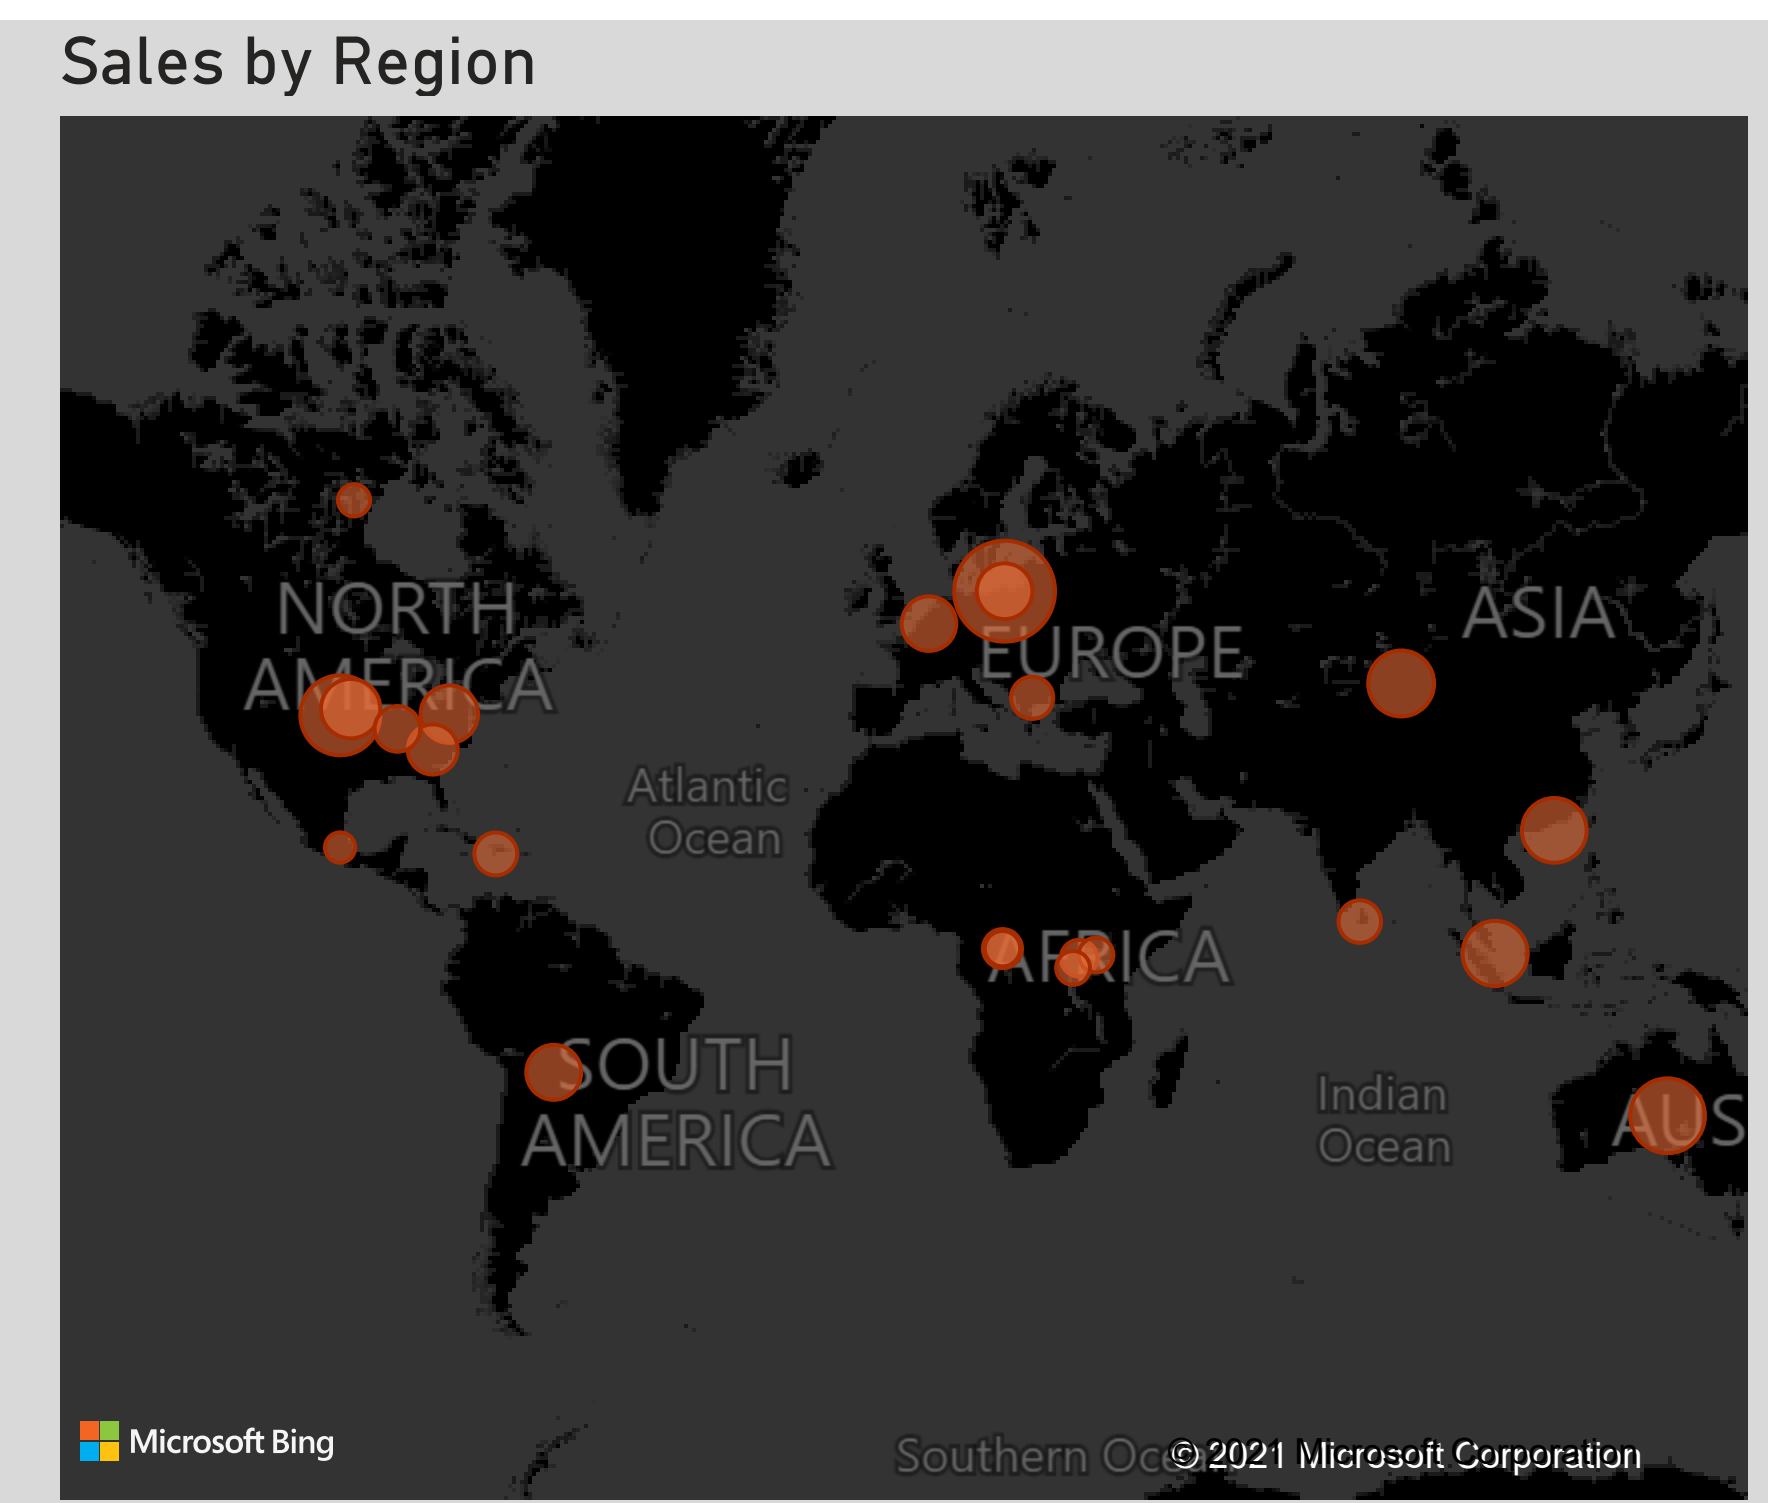 Sales by Region
NORTH
AMERICA
EUROPE
ASIA
Atlantic
Ocean
AFRICA
SOUTH
AMERICA
Indian
Ocean
AUS
Microsoft Bing
Southern Ocea
© 2021 Microsoft Corporation